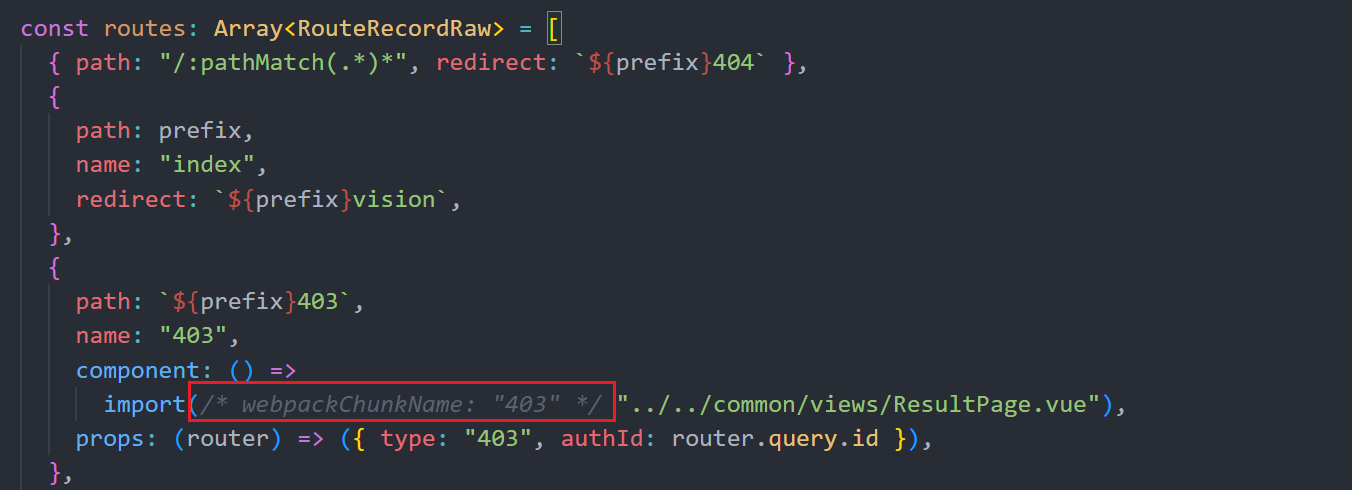 const routes: Array<RouteRecordRaw> = [
{ path: "/:pathMatch(.*)*", redirect: `${prefix}404` },
{
path: prefix,
name: "index",
redirect: `${prefix}vision`,
},
{
path: `${prefix}403`,
name: "403",
component: () =>
import(/* webpackChunkName: "403" */ "../../common/views/ResultPage.vue"),
props: (router) => ({ type: "403", authId: router.query.id }),
},